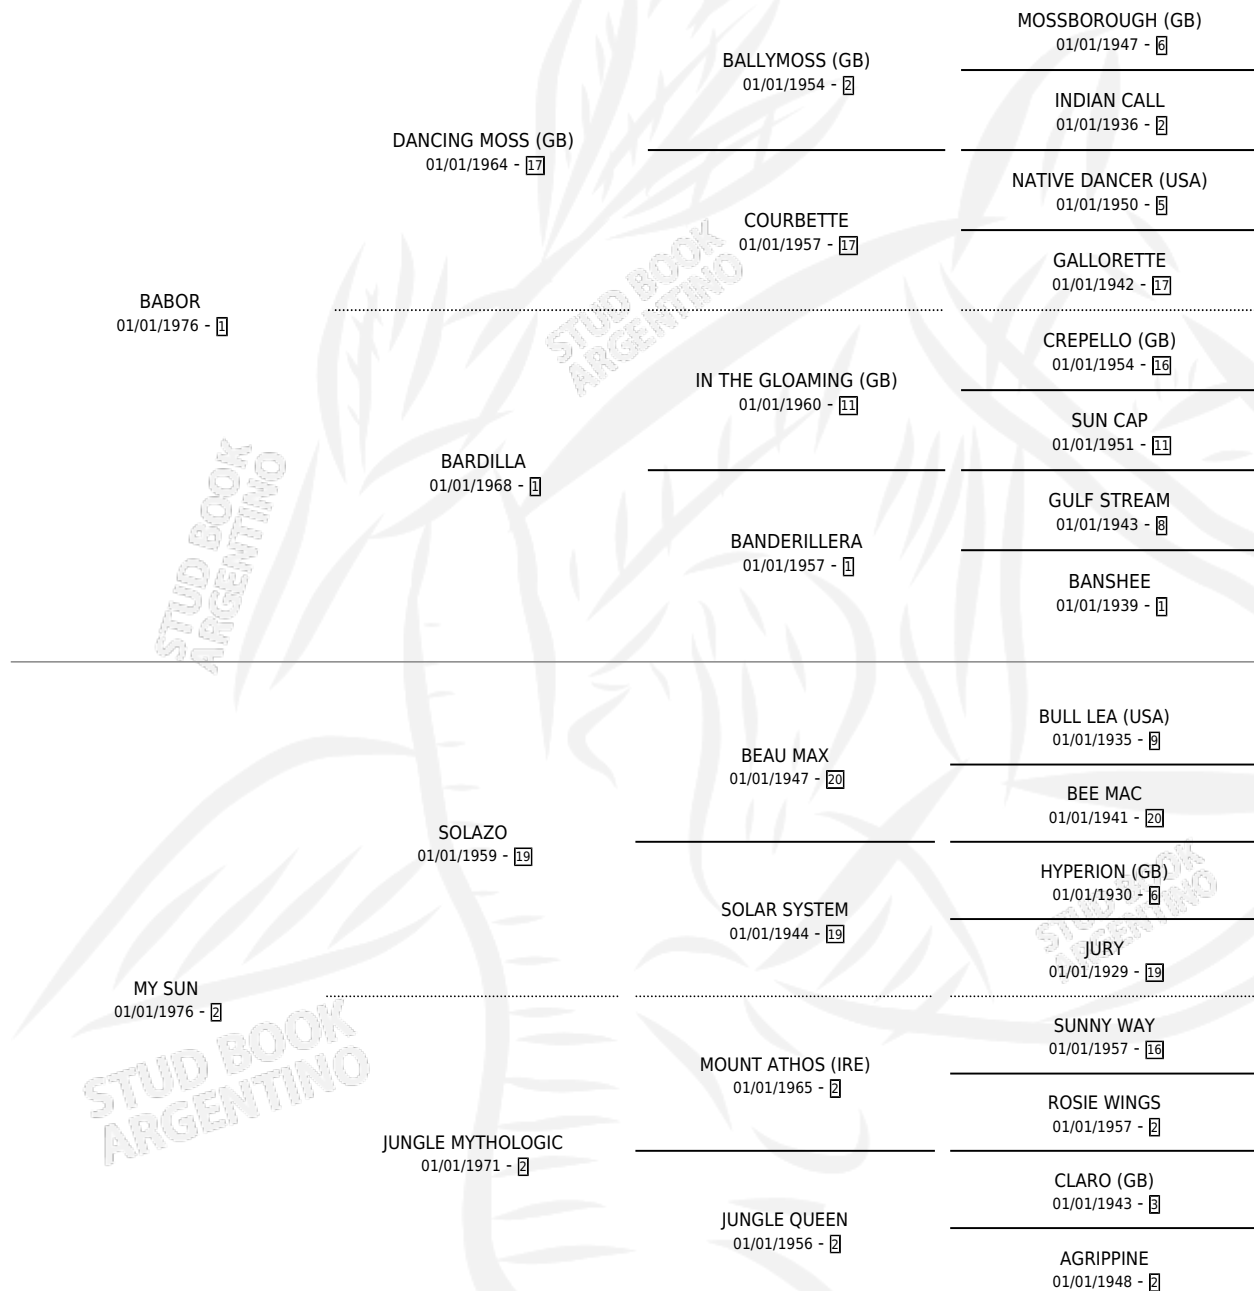 MOSSBOROUGH (GB)
01/01/1947 - 6
BALLYMOSS (GB)
01/01/1954 - 2
INDIAN CALL
01/01/1936 - 2
DANCING MOSS (GB)
01/01/1964 - 17
NATIVE DANCER (USA)
01/01/1950 - 5
COURBETTE
01/01/1957 - 17
GALLORETTE
01/01/1942 - 17
BABOR
01/01/1976 - 1
CREPELLO (GB)
01/01/1954 - 16
IN THE GLOAMING (GB)
01/01/1960 - 11
SUN CAP
01/01/1951 - 11
BARDILLA
01/01/1968 - 1
GULF STREAM
01/01/1943 - 8
BANDERILLERA
01/01/1957 - 1
BANSHEE
01/01/1939 - 1
BULL LEA (USA)
01/01/1935 - 9
BEAU MAX
01/01/1947 - 20
BEE MAC
01/01/1941 - 20
SOLAZO
01/01/1959 - 19
HYPERION (GB)
01/01/1930 - 6
SOLAR SYSTEM
01/01/1944 - 19
JURY
01/01/1929 - 19
MY SUN
01/01/1976 - 2
SUNNY WAY
01/01/1957 - 16
MOUNT ATHOS (IRE)
01/01/1965 - 2
ROSIE WINGS
01/01/1957 - 2
JUNGLE MYTHOLOGIC
01/01/1971 - 2
CLARO (GB)
01/01/1943 - 3
JUNGLE QUEEN
01/01/1956 - 2
AGRIPPINE
01/01/1948 - 2
STUD BOOK
ARGENTINO
STUD BOOK
ARGENTINO
STUD BOOK
ARGENTINO
STUD BOOK
ARGENTINO